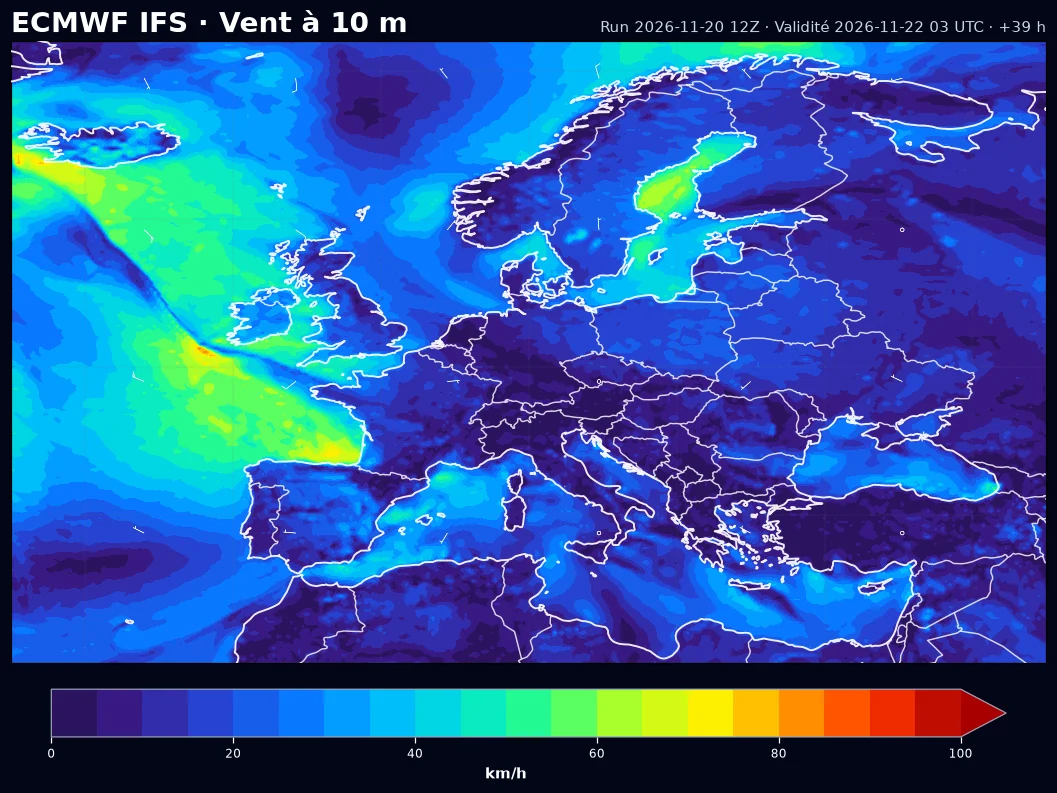 ECMWF IFS · Vent à 10 m
Run 2026-11-20 12Z · Validité 2026-11-22 03 UTC · +39 h
0 20 40 60 80 100
km/h